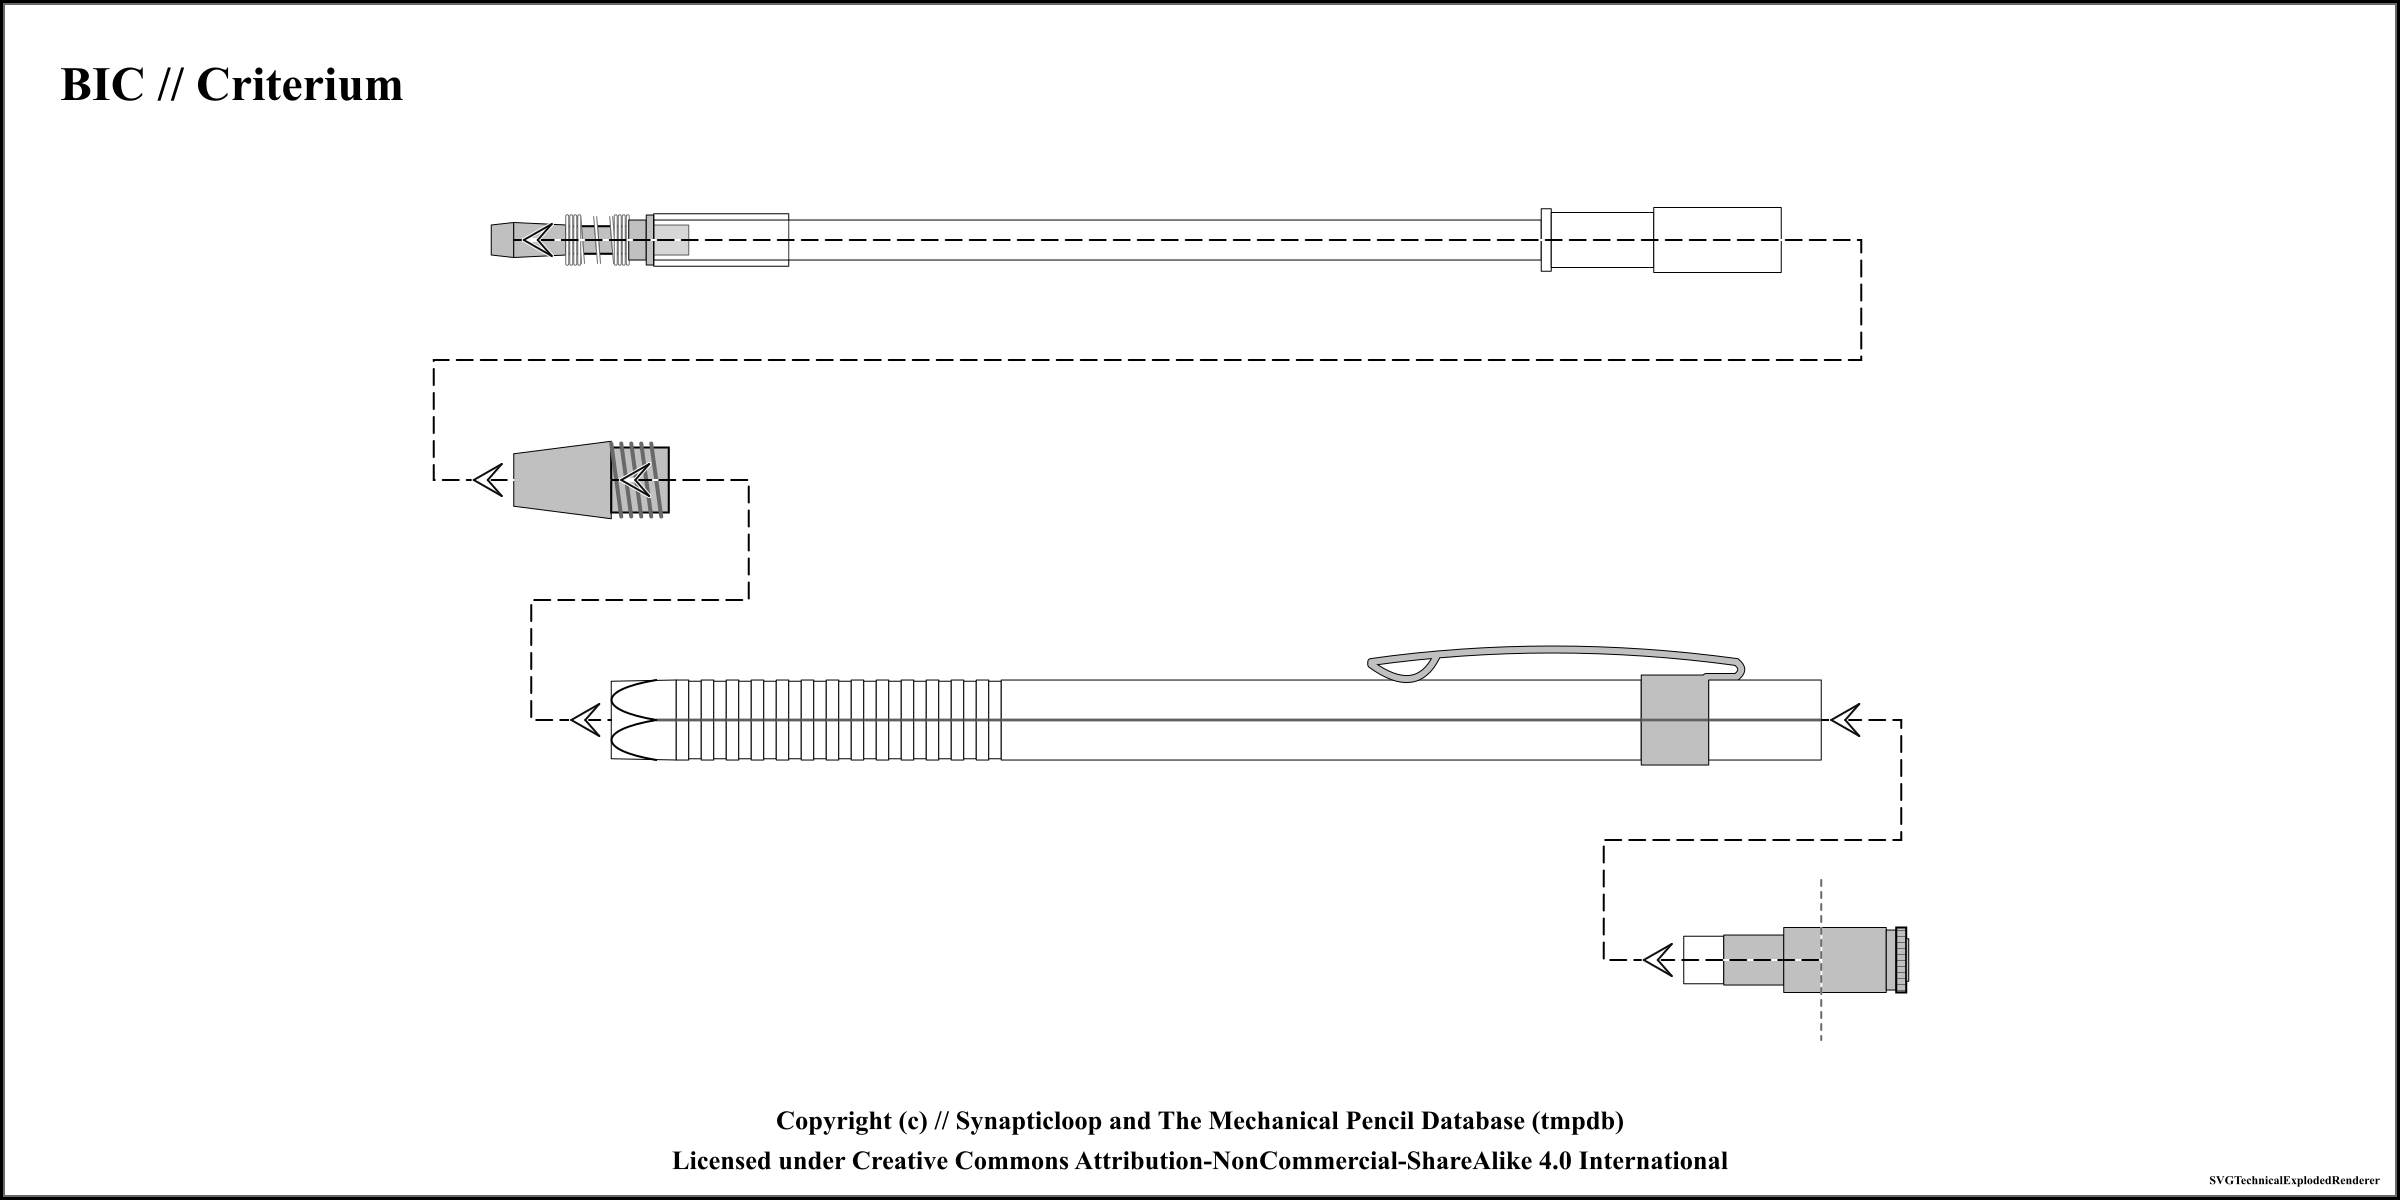 BIC // Criterium
Copyright (c) // Synapticloop and The Mechanical Pencil Database (tmpdb)
Licensed under Creative Commons Attribution-NonCommercial-ShareAlike 4.0 International
SVGTechnicalExplodedRenderer